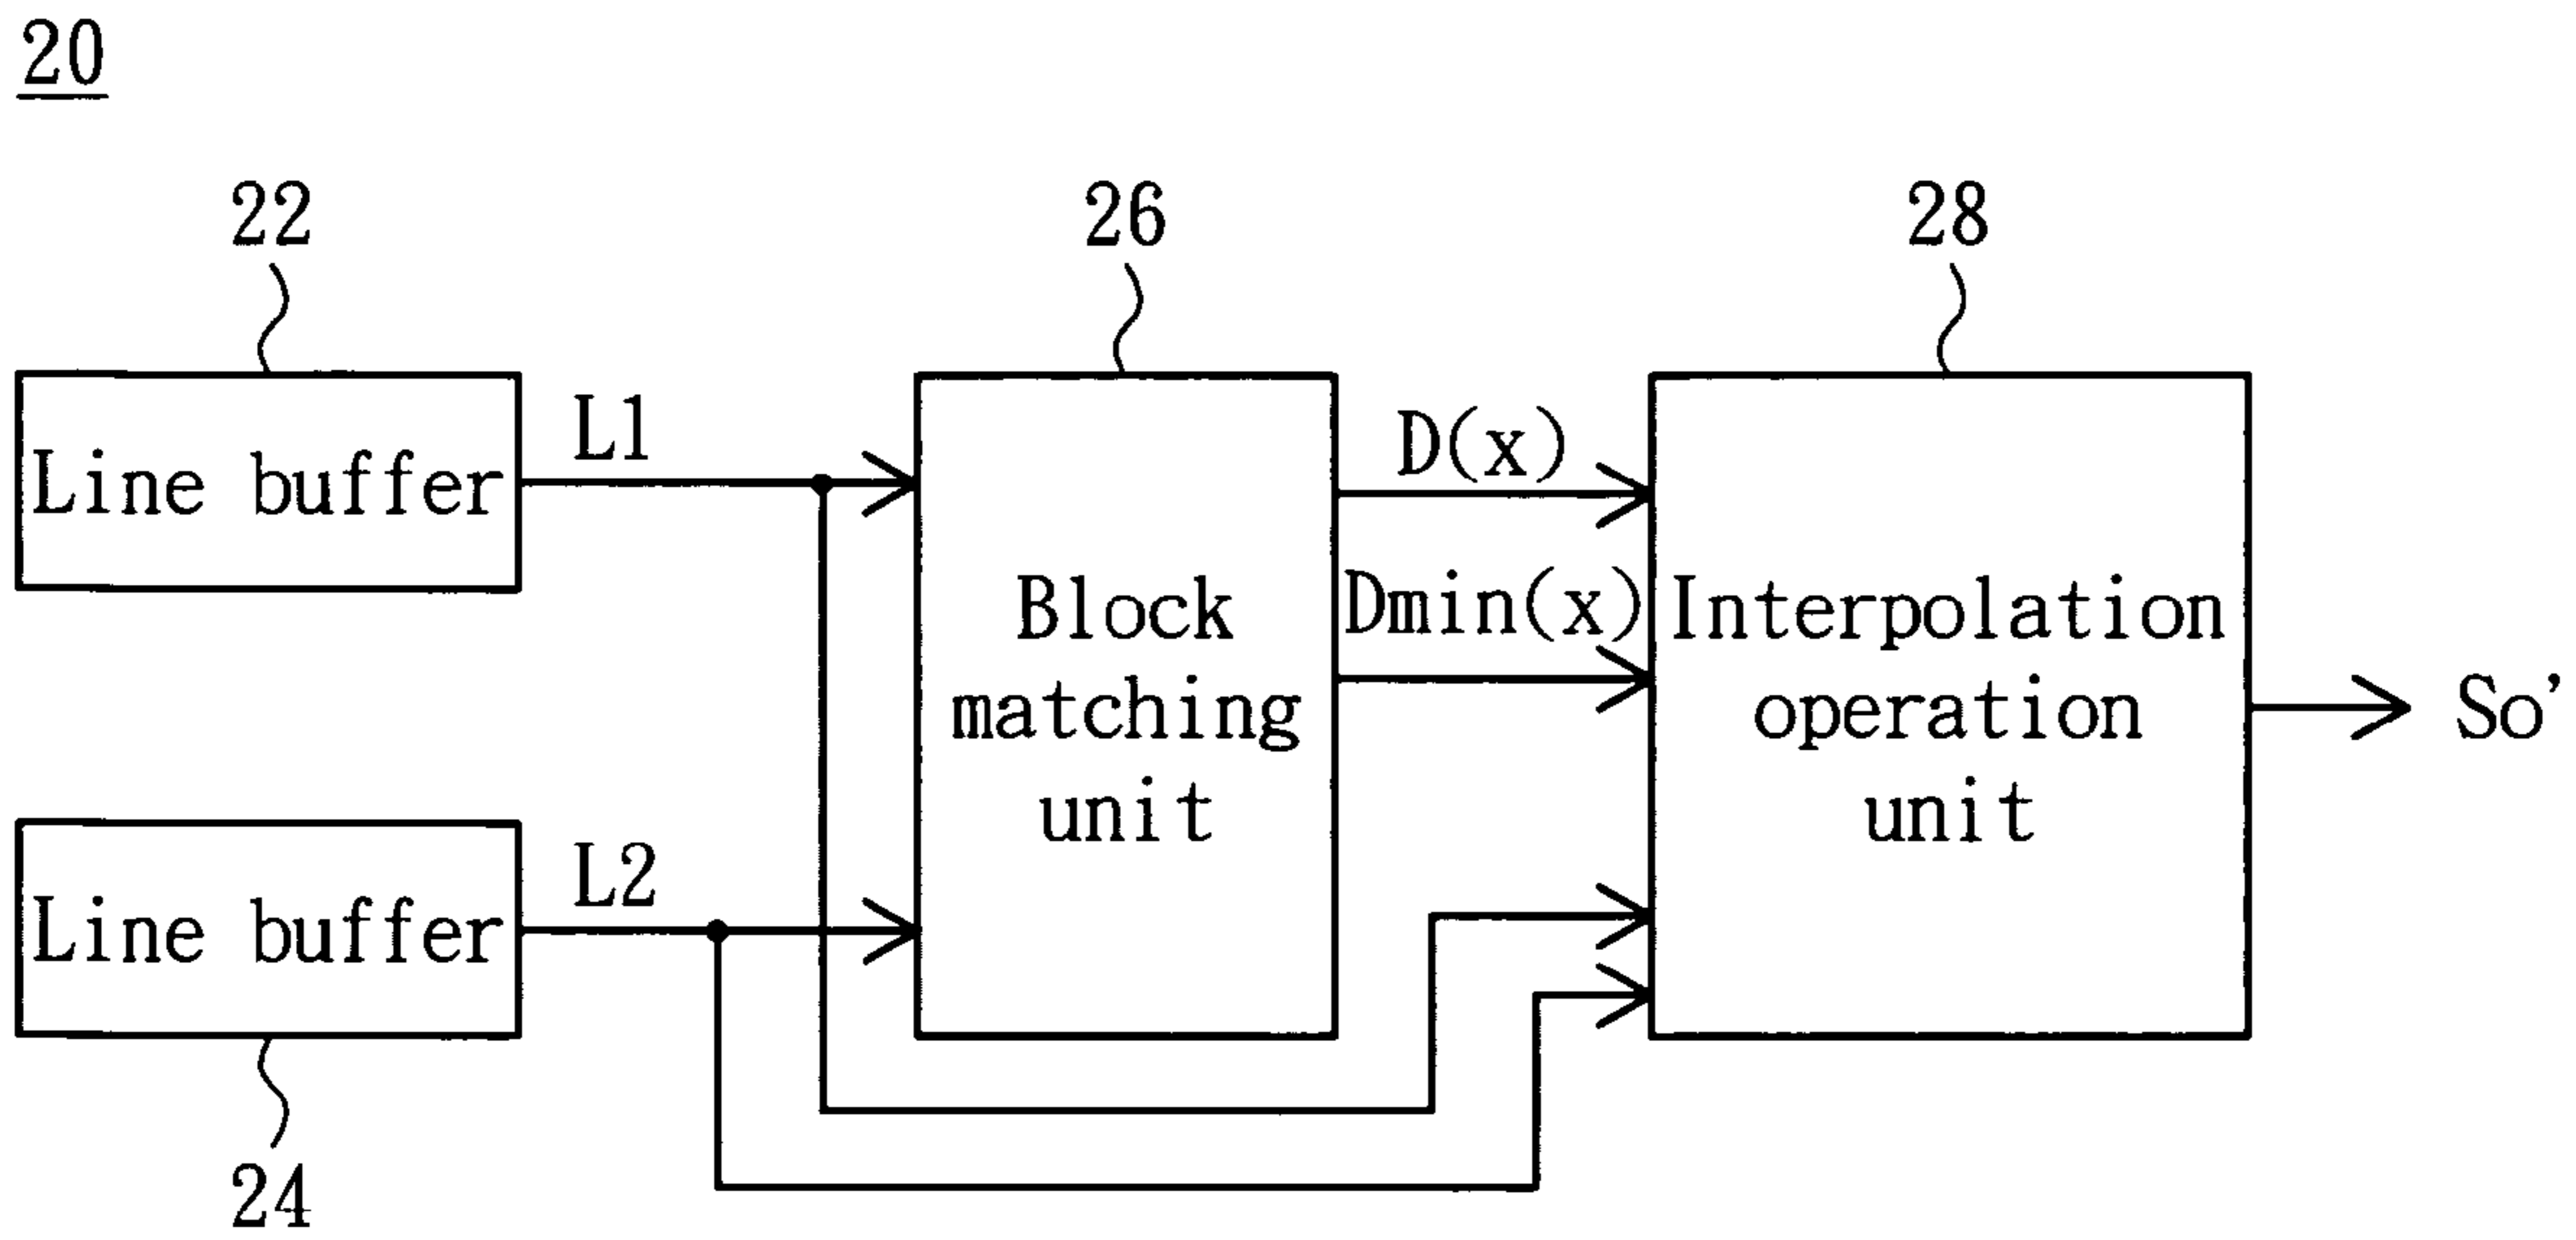 20
22
26
28
Line buffer
L1
D(x)
Dmin(x)
Block
matching
unit
Interpolation
operation
unit
So'
Line buffer
L2
24